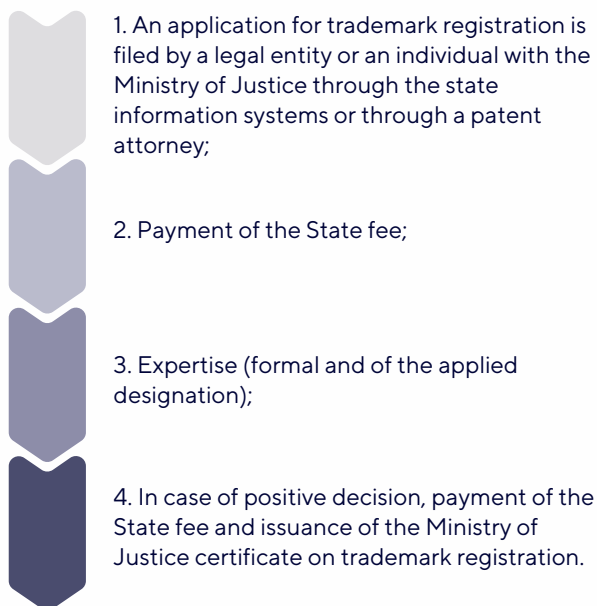 1. An application for trademark registration is
filed by a legal entity or an individual with the
Ministry of Justice through the state
information systems or through a patent
attorney;
2. Payment of the State fee;
3. Expertise (formal and of the applied
designation);
4. In case of positive decision, payment of the
State fee and issuance of the Ministry of
Justice certificate on trademark registration.